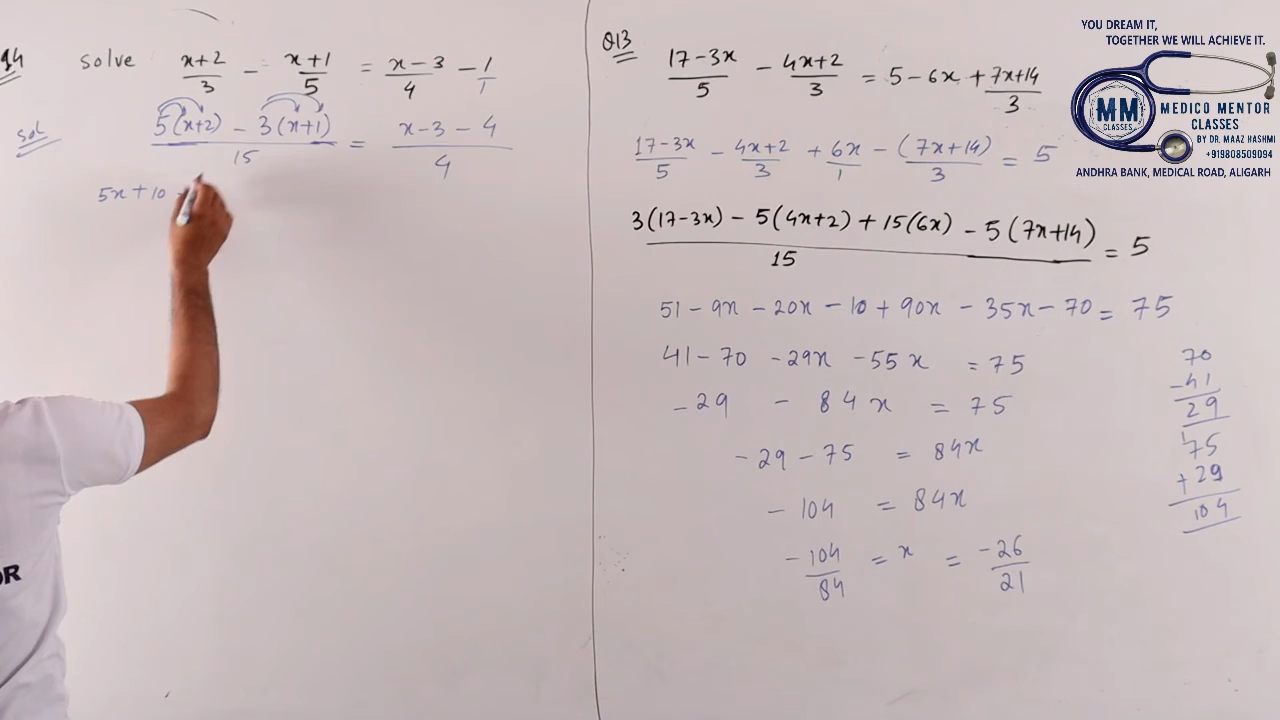 14 Solve x+2/3 - x+1/5 = x-3/4 - 1/1
Sol 5(x+2) - 3(x+1)/15 = x-3-4/4
5x+10
Q13 17-3x/5 - 4x+2/3 = 5-6x + 7x+14/3
17-3x/5 - 4x+2/3 + 6x/1 - (7x+14)/3 = 5
3(17-3x) - 5(4x+2) + 15(6x) - 5(7x+14)/15 = 5
51-9x-20x-10+90x-35x-70 = 75
41-70 -29x -55x = 75
-29 - 84x = 75
-29-75 = 84x
-104 = 84x
-104/84 = x = -26/21
70
-41
29
75
+29
104
YOU DREAM IT,
TOGETHER WE WILL ACHIEVE IT.
MM
CLASSES
MEDICO MENTOR
CLASSES
BY DR. MAAZ HASHMI
+919808509094
ANDHRA BANK, MEDICAL ROAD, ALIGARH
OR